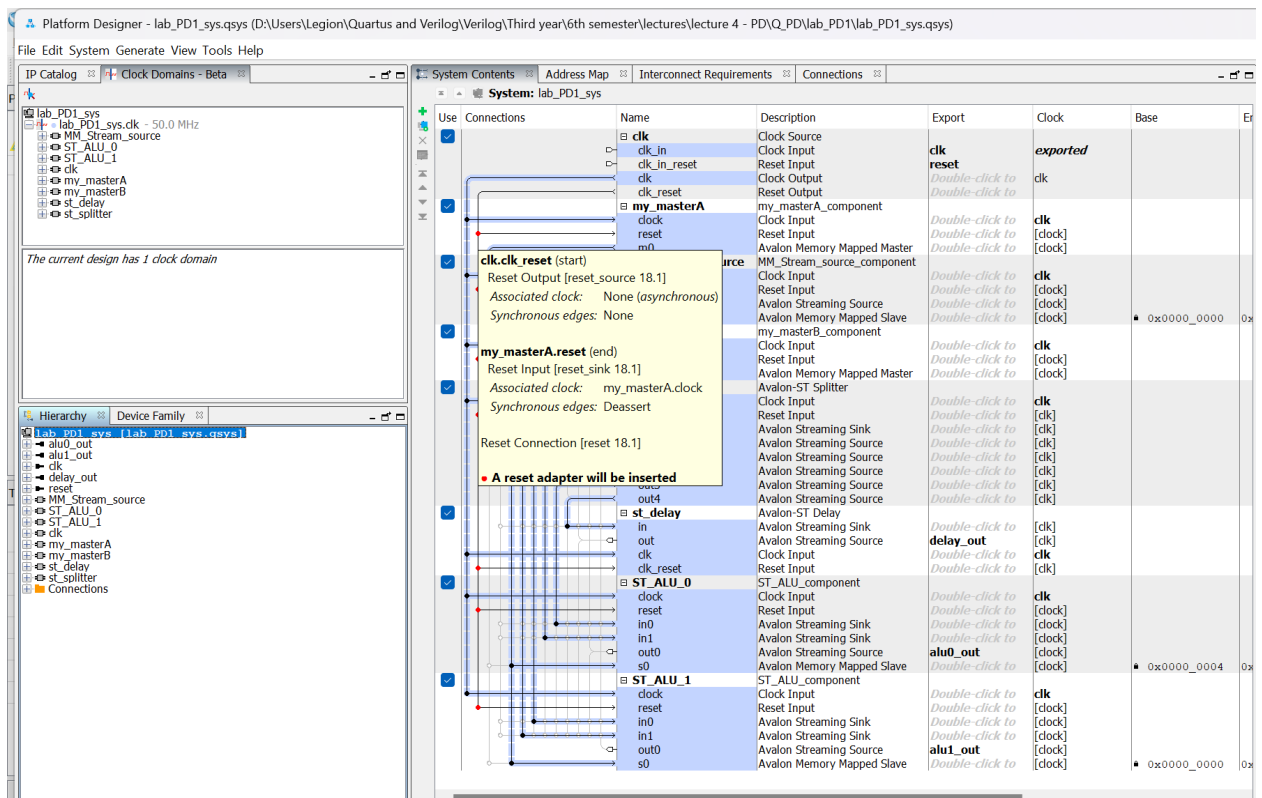 Platform Designer - lab_PD1_sys.qsys (D:\Users\Legion\Quartus and Verilog\Verilog\Third year\6th semester\lectures\lecture 4 - PD\Q_PD\lab_PD1\lab_PD1_sys.qsys)
File Edit System Generate View Tools Help
IP Catalog Clock Domains - Beta
lab_PD1_sys
lab_PD1_sys.clk - 50.0 MHz
MM_Stream_source
ST_ALU_0
ST_ALU_1
clk
my_masterA
my_masterB
st_delay
st_splitter
The current design has 1 clock domain
Hierarchy Device Family
lab_PD1_sys [lab_PD1_sys.qsys]
alu0_out
alu1_out
clk
delay_out
reset
MM_Stream_source
ST_ALU_0
ST_ALU_1
clk
my_masterA
my_masterB
st_delay
st_splitter
Connections
System Contents Address Map Interconnect Requirements Connections
System: lab_PD1_sys
Use Connections Name Description Export Clock Base
clk Clock Source
clk_in Clock Input clk exported
clk_in_reset Reset Input reset
clk Clock Output Double-click to clk
clk_reset Reset Output Double-click to
my_masterA my_masterA_component
clock Clock Input Double-click to clk
reset Reset Input Double-click to [clock]
m0 Avalon Memory Mapped Master Double-click to [clock]
urce MM_Stream_source_component
Clock Input Double-click to clk
Reset Input Double-click to [clock]
Avalon Streaming Source Double-click to [clock]
Avalon Memory Mapped Slave Double-click to [clock] 0x0000_0000 0x
my_masterB_component
Clock Input Double-click to clk
Reset Input Double-click to [clock]
Avalon Memory Mapped Master Double-click to [clock]
Avalon-ST Splitter
Clock Input Double-click to clk
Reset Input Double-click to [clk]
Avalon Streaming Sink Double-click to [clk]
Avalon Streaming Source Double-click to [clk]
Avalon Streaming Source Double-click to [clk]
Avalon Streaming Source Double-click to [clk]
Avalon Streaming Source Double-click to [clk]
out4 Avalon Streaming Source Double-click to [clk]
st_delay Avalon-ST Delay
in Avalon Streaming Sink Double-click to [clk]
out Avalon Streaming Source delay_out [clk]
clk Clock Input Double-click to clk
clk_reset Reset Input Double-click to [clk]
ST_ALU_0 ST_ALU_component
clock Clock Input Double-click to clk
reset Reset Input Double-click to [clock]
in0 Avalon Streaming Sink Double-click to [clock]
in1 Avalon Streaming Sink Double-click to [clock]
out0 Avalon Streaming Source alu0_out [clock]
s0 Avalon Memory Mapped Slave Double-click to [clock] 0x0000_0004 0x
ST_ALU_1 ST_ALU_component
clock Clock Input Double-click to clk
reset Reset Input Double-click to [clock]
in0 Avalon Streaming Sink Double-click to [clock]
in1 Avalon Streaming Sink Double-click to [clock]
out0 Avalon Streaming Source alu1_out [clock]
s0 Avalon Memory Mapped Slave Double-click to [clock] 0x0000_0000 0x
clk.clk_reset (start)
Reset Output [reset_source 18.1]
Associated clock: None (asynchronous)
Synchronous edges: None
my_masterA.reset (end)
Reset Input [reset_sink 18.1]
Associated clock: my_masterA.clock
Synchronous edges: Deassert
Reset Connection [reset 18.1]
A reset adapter will be inserted